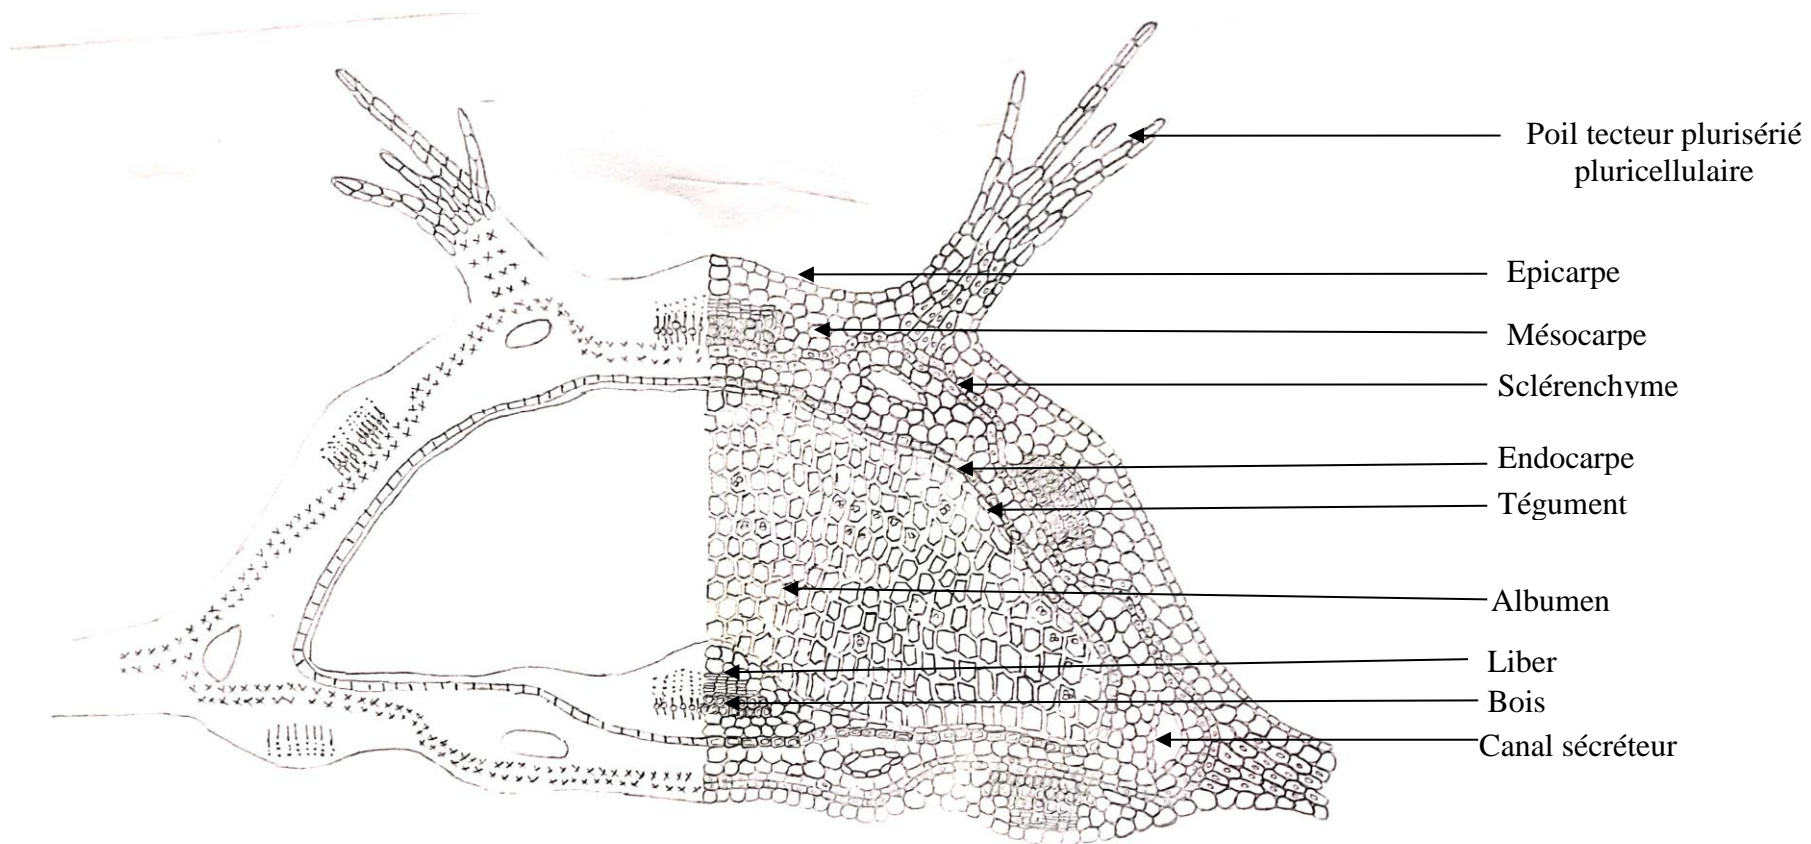 Poil tecteur plurisérié
pluricellulaire
Epicarpe
Mésocarpe
Sclérenchyme
Endocarpe
Tégument
Albumen
Liber
Bois
Canal sécréteur